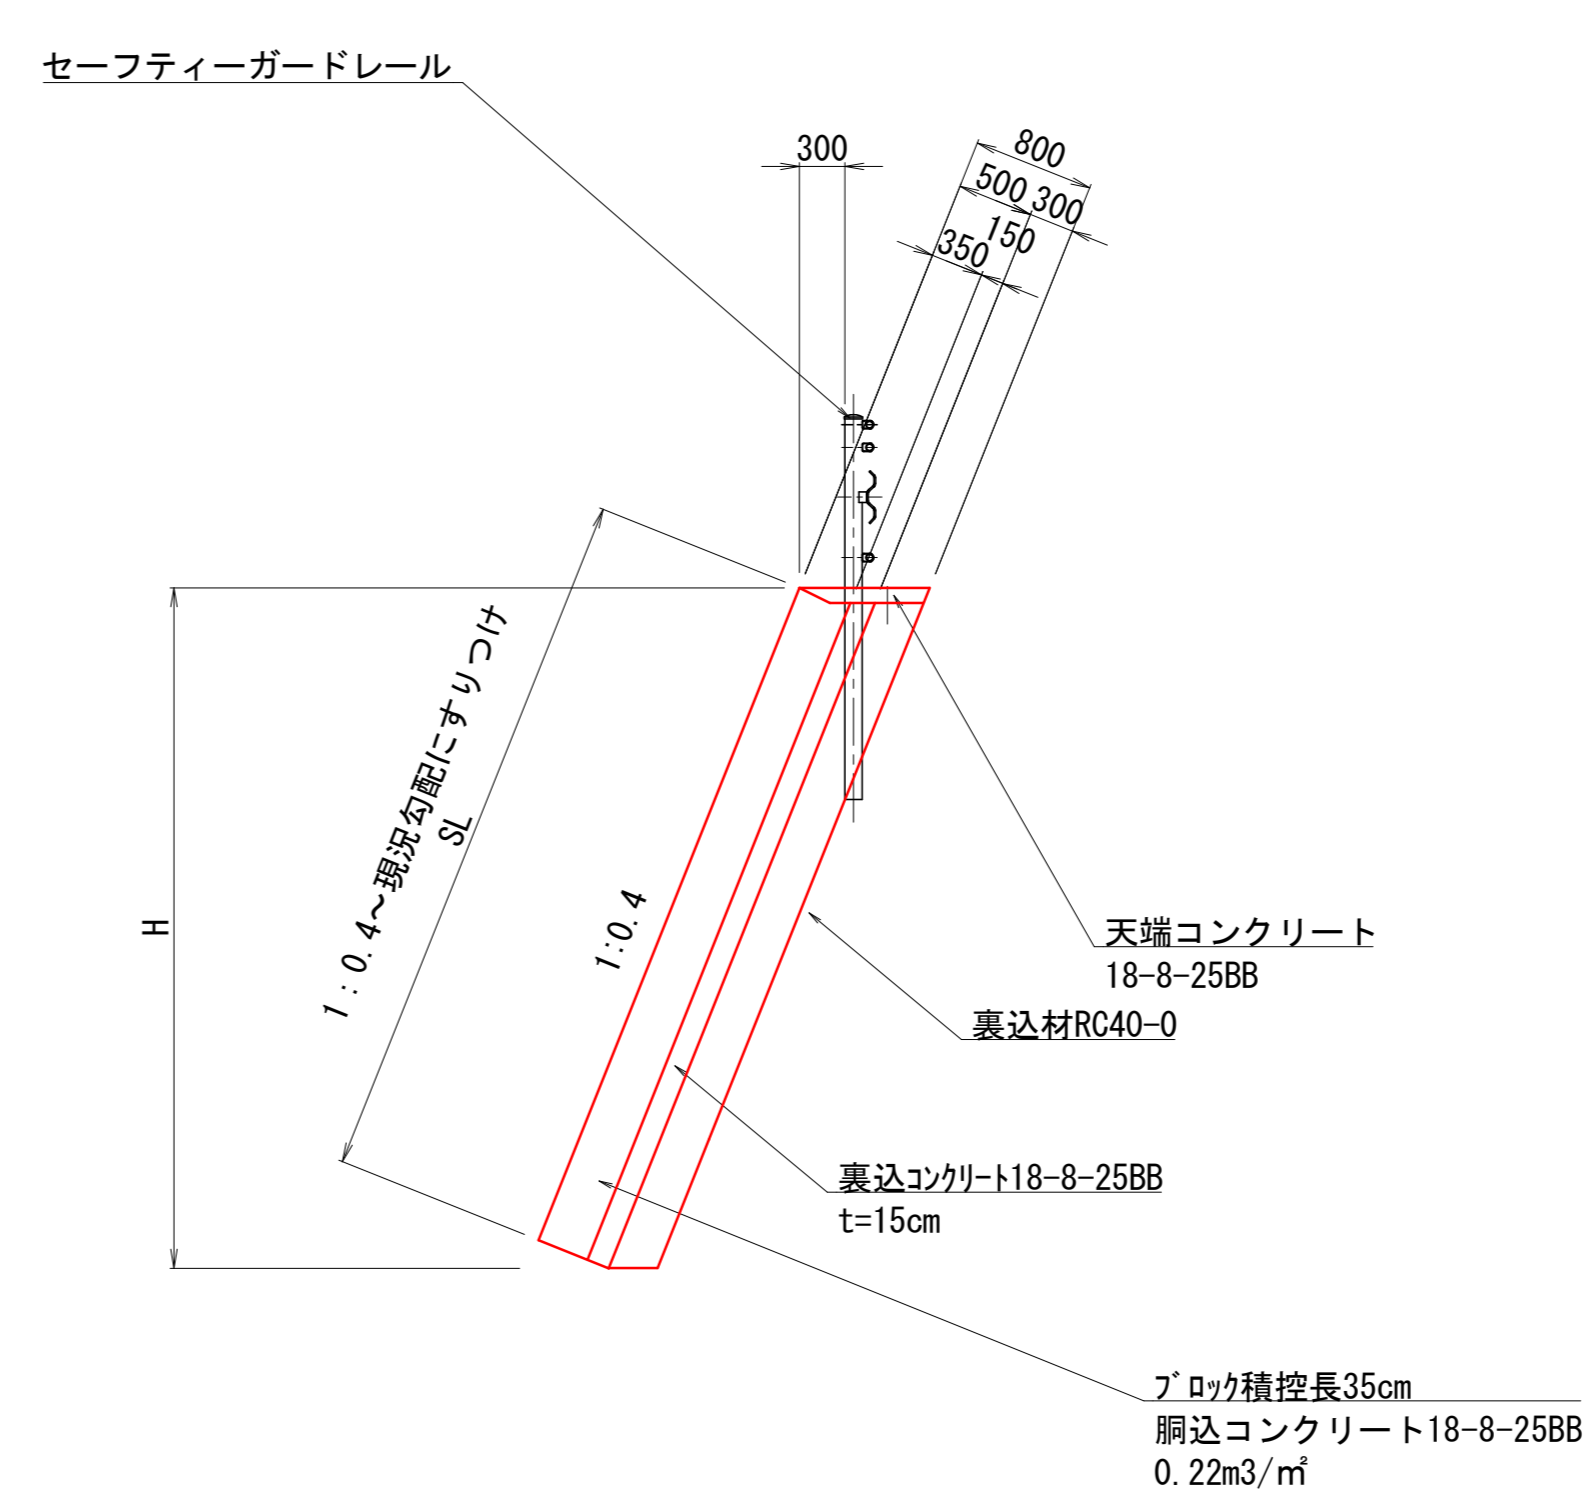 セーフティーガードレール
300
800
500
300
150
350
1:0.4～現況勾配にすりつけ
SL
H
1:0.4
天端コンクリート
18-8-25BB
裏込材RC40-0
裏込ｺﾝｸﾘｰﾄ18-8-25BB
t=15cm
ﾌﾞﾛｯｸ積控長35cm
胴込コンクリート18-8-25BB
0.22m3/㎡